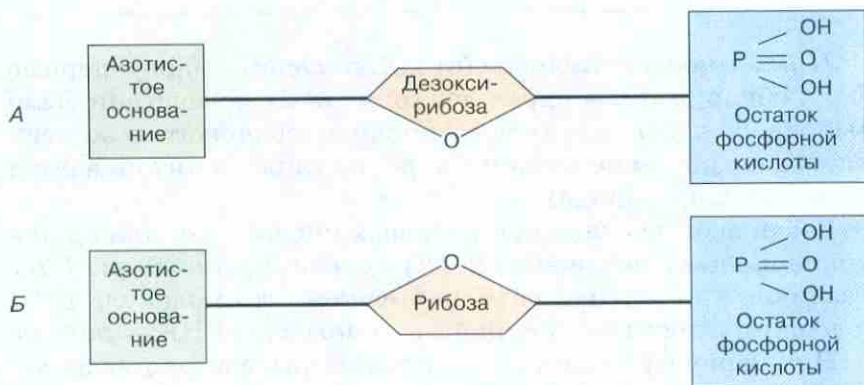 А
Азотис-
тое
основа-
ние
Дезокси-
рибоза
О
P
OH
O
OH
Остаток
фосфорной
кислоты
Б
Азотис-
тое
основа-
ние
О
Рибоза
P
OH
O
OH
Остаток
фосфорной
кислоты